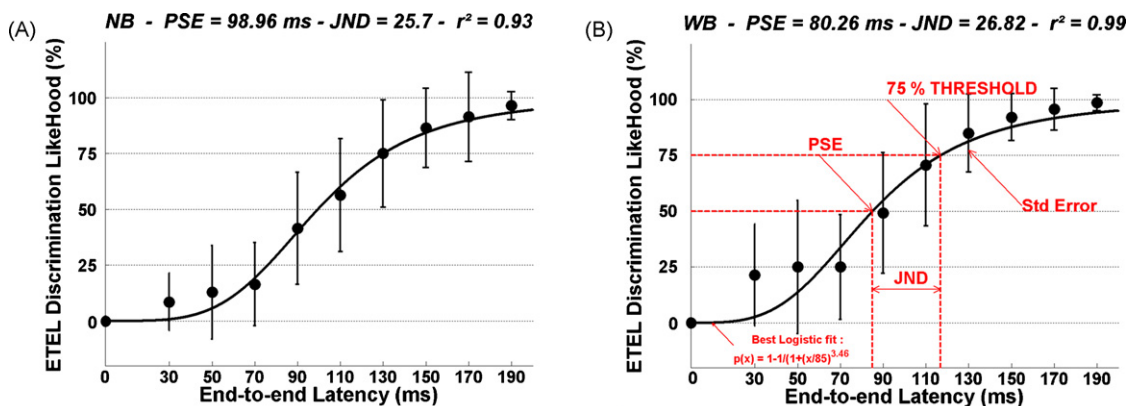 (A)
NB - PSE = 98.96 ms - JND = 25.7 - r² = 0.93
ETEL Discrimination LikeHood (%)
100
75
50
25
0
0 30 50 70 90 110 130 150 170 190
End-to-end Latency (ms)
(B)
WB - PSE = 80.26 ms - JND = 26.82 - r² = 0.99
ETEL Discrimination LikeHood (%)
100
75
50
25
0
75 % THRESHOLD
PSE
Std Error
JND
Best Logistic fit :
p(x) = 1-1/(1+(x/85)^3.46
0 30 50 70 90 110 130 150 170 190
End-to-end Latency (ms)